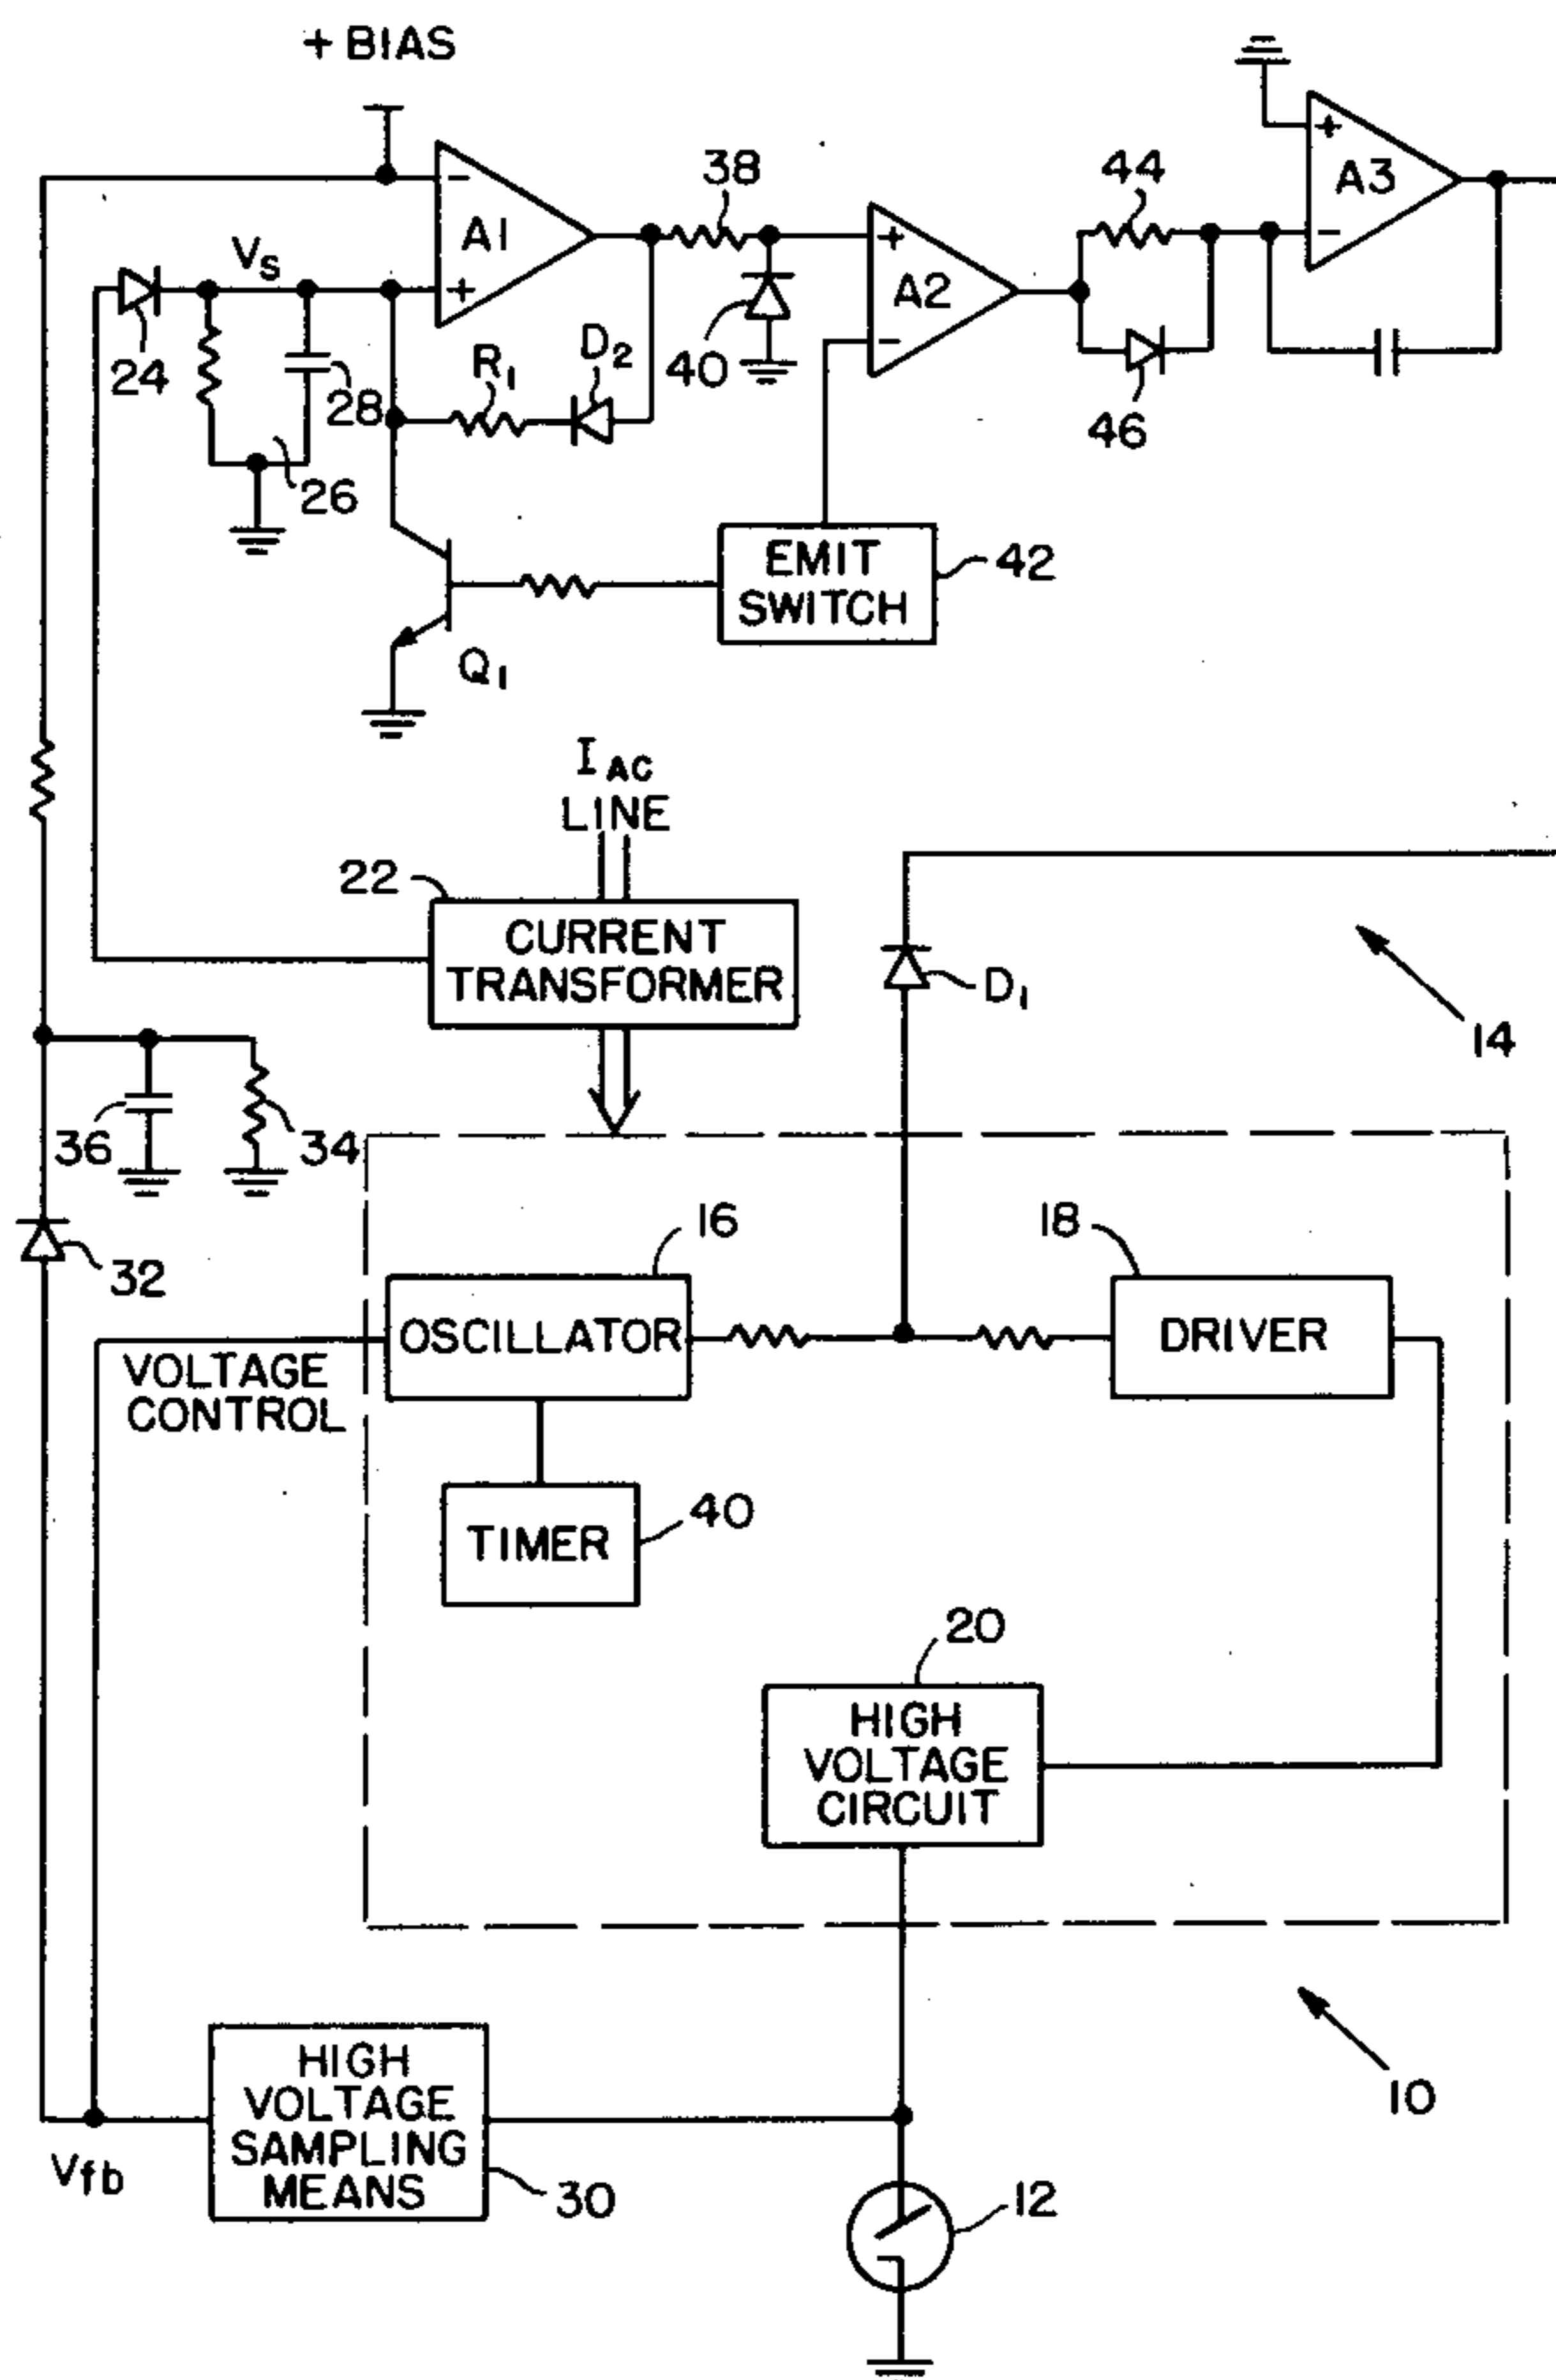 + BIAS
A1
-
+
Vs
24
28
26
R1
D2
38
40
A2
+
-
44
46
A3
+
-
EMIT
SWITCH
42
Q1
IAC
LINE
22
CURRENT
TRANSFORMER
D1
14
36
34
32
16
18
OSCILLATOR
DRIVER
VOLTAGE
CONTROL
TIMER
40
20
HIGH
VOLTAGE
CIRCUIT
10
HIGH
VOLTAGE
SAMPLING
MEANS
Vfb
30
12